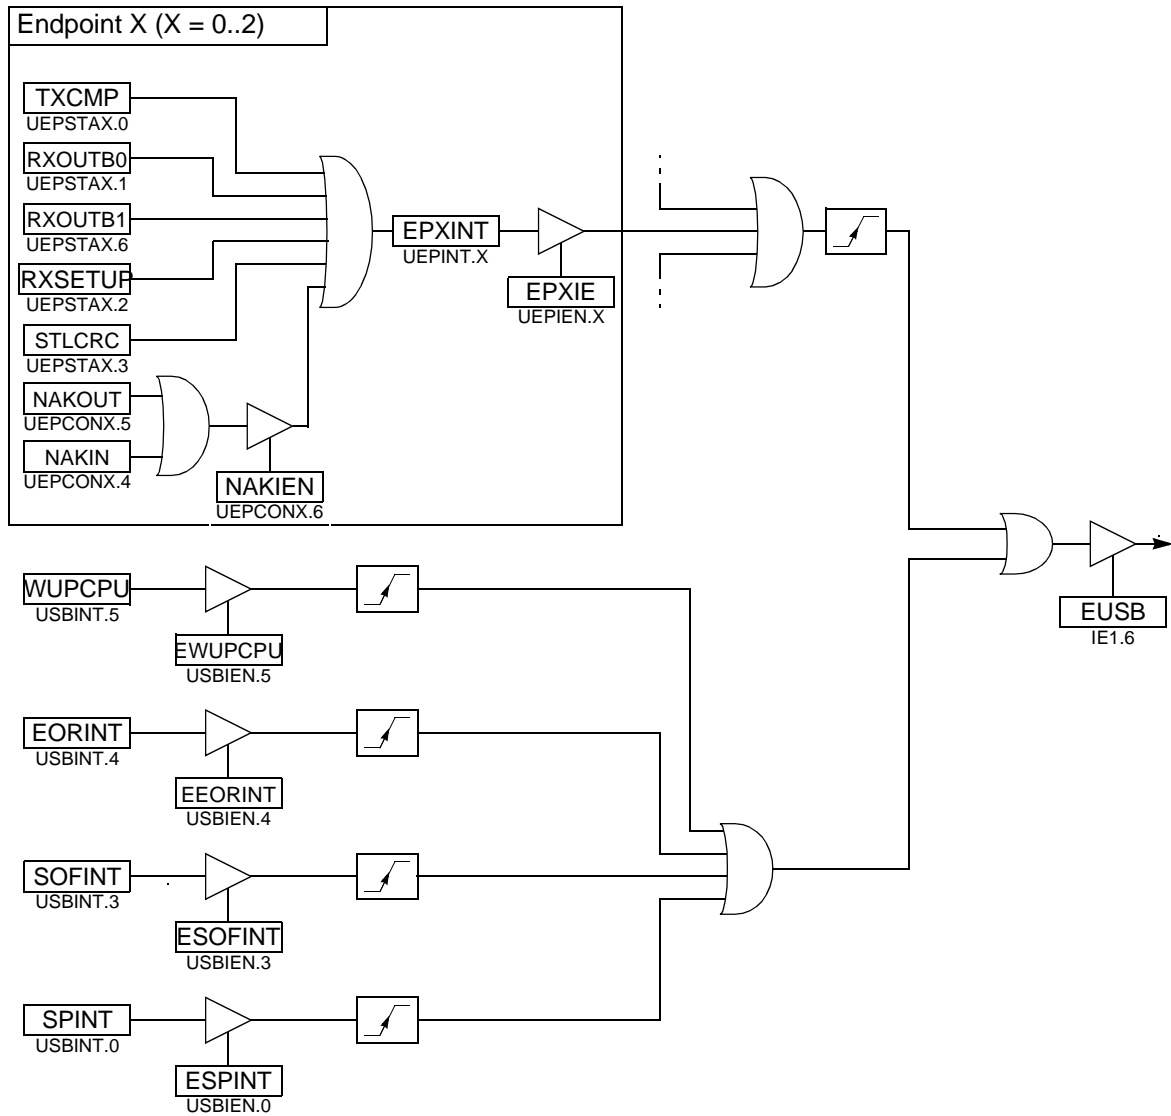 Endpoint X (X = 0..2)
TXCMP
UEPSTAX.0
RXOUTB0
UEPSTAX.1
RXOUTB1
UEPSTAX.6
RXSETUP
UEPSTAX.2
STLCRC
UEPSTAX.3
NAKOUT
UEPCONX.5
NAKIN
UEPCONX.4
NAKIEN
UEPCONX.6
EPXINT
UEPINT.X
EPXIE
UEPIEN.X
WUPCPU
USBINT.5
EWUPCPU
USBIEN.5
EORINT
USBINT.4
EEORINT
USBIEN.4
SOFINT
USBINT.3
ESOFINT
USBIEN.3
SPINT
USBINT.0
ESPINT
USBIEN.0
EUSB
IE1.6